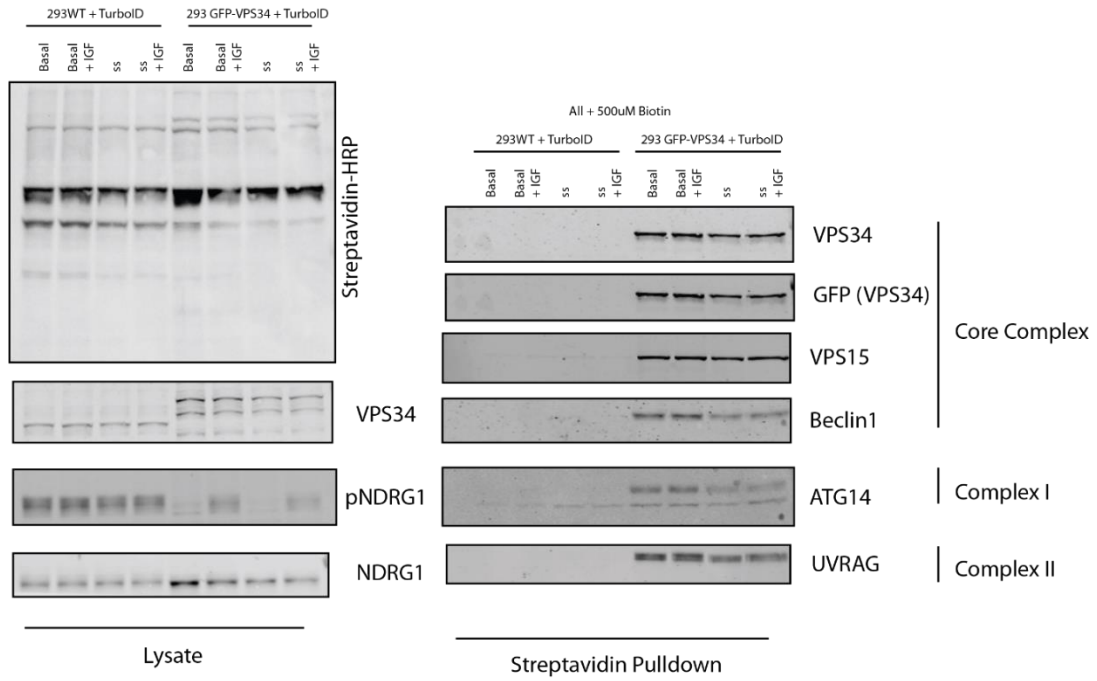 293WT + TurboID
293 GFP-VPS34 + TurboID
Basal
Basal + IGF
ss
ss + IGF
Basal
Basal + IGF
ss
ss + IGF
Streptavidin-HRP
VPS34
pNDRG1
NDRG1
Lysate
All + 500uM Biotin
293WT + TurboID
293 GFP-VPS34 + TurboID
Basal
Basal + IGF
ss
ss + IGF
Basal
Basal + IGF
ss
ss + IGF
VPS34
GFP (VPS34)
VPS15
Beclin1
Core Complex
ATG14
Complex I
UVRAG
Complex II
Streptavidin Pulldown